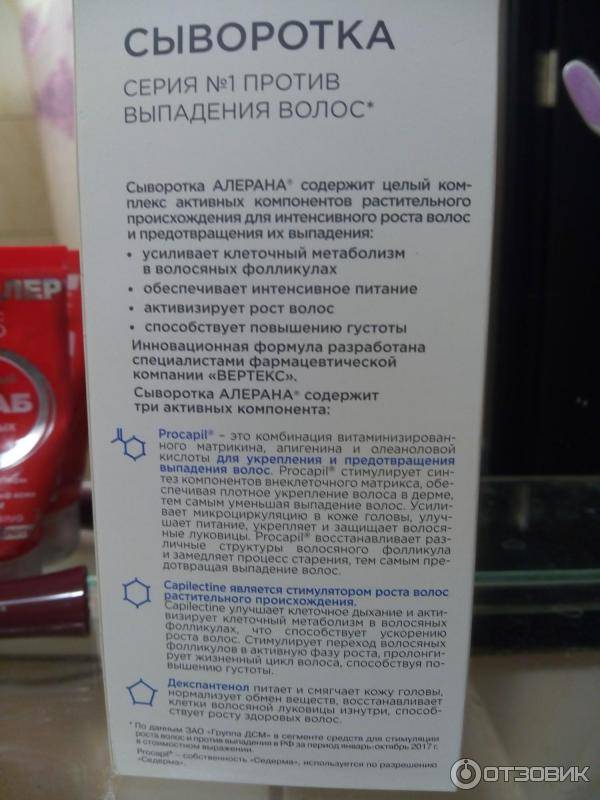 СЫВОРОТКА
СЕРИЯ №1 ПРОТИВ
ВЫПАДЕНИЯ ВОЛОС*
Сыворотка АЛЕРАНА® содержит целый ком-
плекс активных компонентов растительного
происхождения для интенсивного роста волос
и предотвращения их выпадения:
• усиливает клеточный метаболизм
в волосяных фолликулах
• обеспечивает интенсивное питание
• активизирует рост волос
• способствует повышению густоты
Инновационная формула разработана
специалистами фармацевтической
компании «ВЕРТЕКС».
Сыворотка АЛЕРАНА® содержит
три активных компонента:
Procapil® – это комбинация витаминизирован-
ного матрикина, апигенина и олеаноловой
кислоты для укрепления и предотвращения
выпадения волос. Procapil® стимулирует син-
тез компонентов внеклеточного матрикса, обе-
спечивая плотное укрепление волоса в дерме,
тем самым уменьшая выпадение волос. Усили-
вает микроциркуляцию в коже головы, улуч-
шает питание, укрепляет и защищает волося-
ные луковицы. Procapil® восстанавливает раз-
личные структуры волосяного фолликула
и замедляет процесс старения, тем самым пре-
дотвращая выпадение волос.
Capilectine является стимулятором роста волос
растительного происхождения.
Capilectine улучшает клеточное дыхание и акти-
визирует клеточный метаболизм в волосяных
фолликулах, что способствует ускорению
роста волос. Стимулирует переход волосяных
фолликулов в активную фазу роста, пролонги-
рует жизненный цикл волоса, способствуя по-
вышению густоты.
Декспантенол питает и смягчает кожу головы,
нормализует обмен веществ, восстанавливает
клетки волосяной луковицы изнутри, способ-
ствует росту здоровых волос.
* По данным ЗАО «Группа ДСМ» в сегменте средств для стимуляции
роста волос и против выпадения в РФ за период январь-октябрь 2017 г.
в стоимостном выражении.
Procapil® – собственность «Седерма», используется по разрешению
«Седерма».
ЛЕР
АБ
ОТЗОВИК